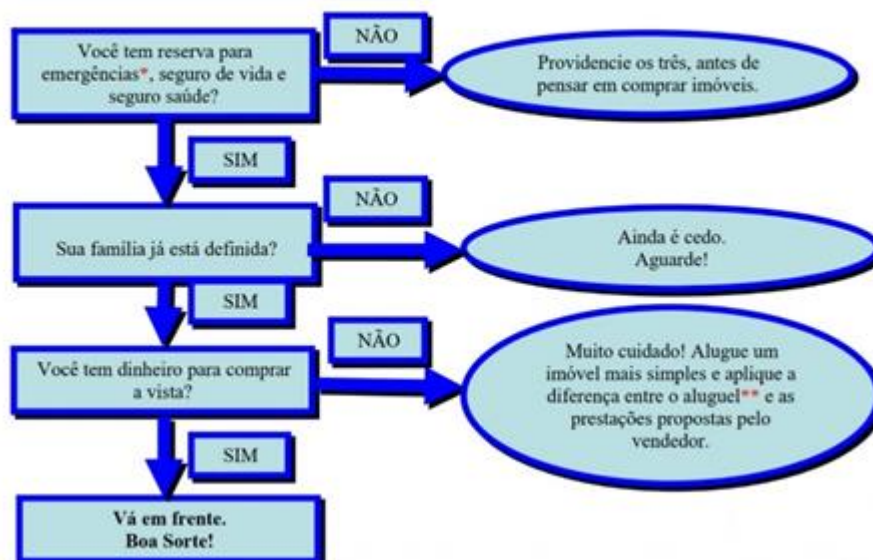 Você tem reserva para
emergências*, seguro de vida e
seguro saúde?
NÃO
Providencie os três, antes de
pensar em comprar imóveis.
SIM
Sua família já está definida?
NÃO
Ainda é cedo.
Aguarde!
SIM
Você tem dinheiro para comprar
a vista?
NÃO
Muito cuidado! Alugue um
imóvel mais simples e aplique a
diferença entre o aluguel** e as
prestações propostas pelo
vendedor.
SIM
Vá em frente.
Boa Sorte!